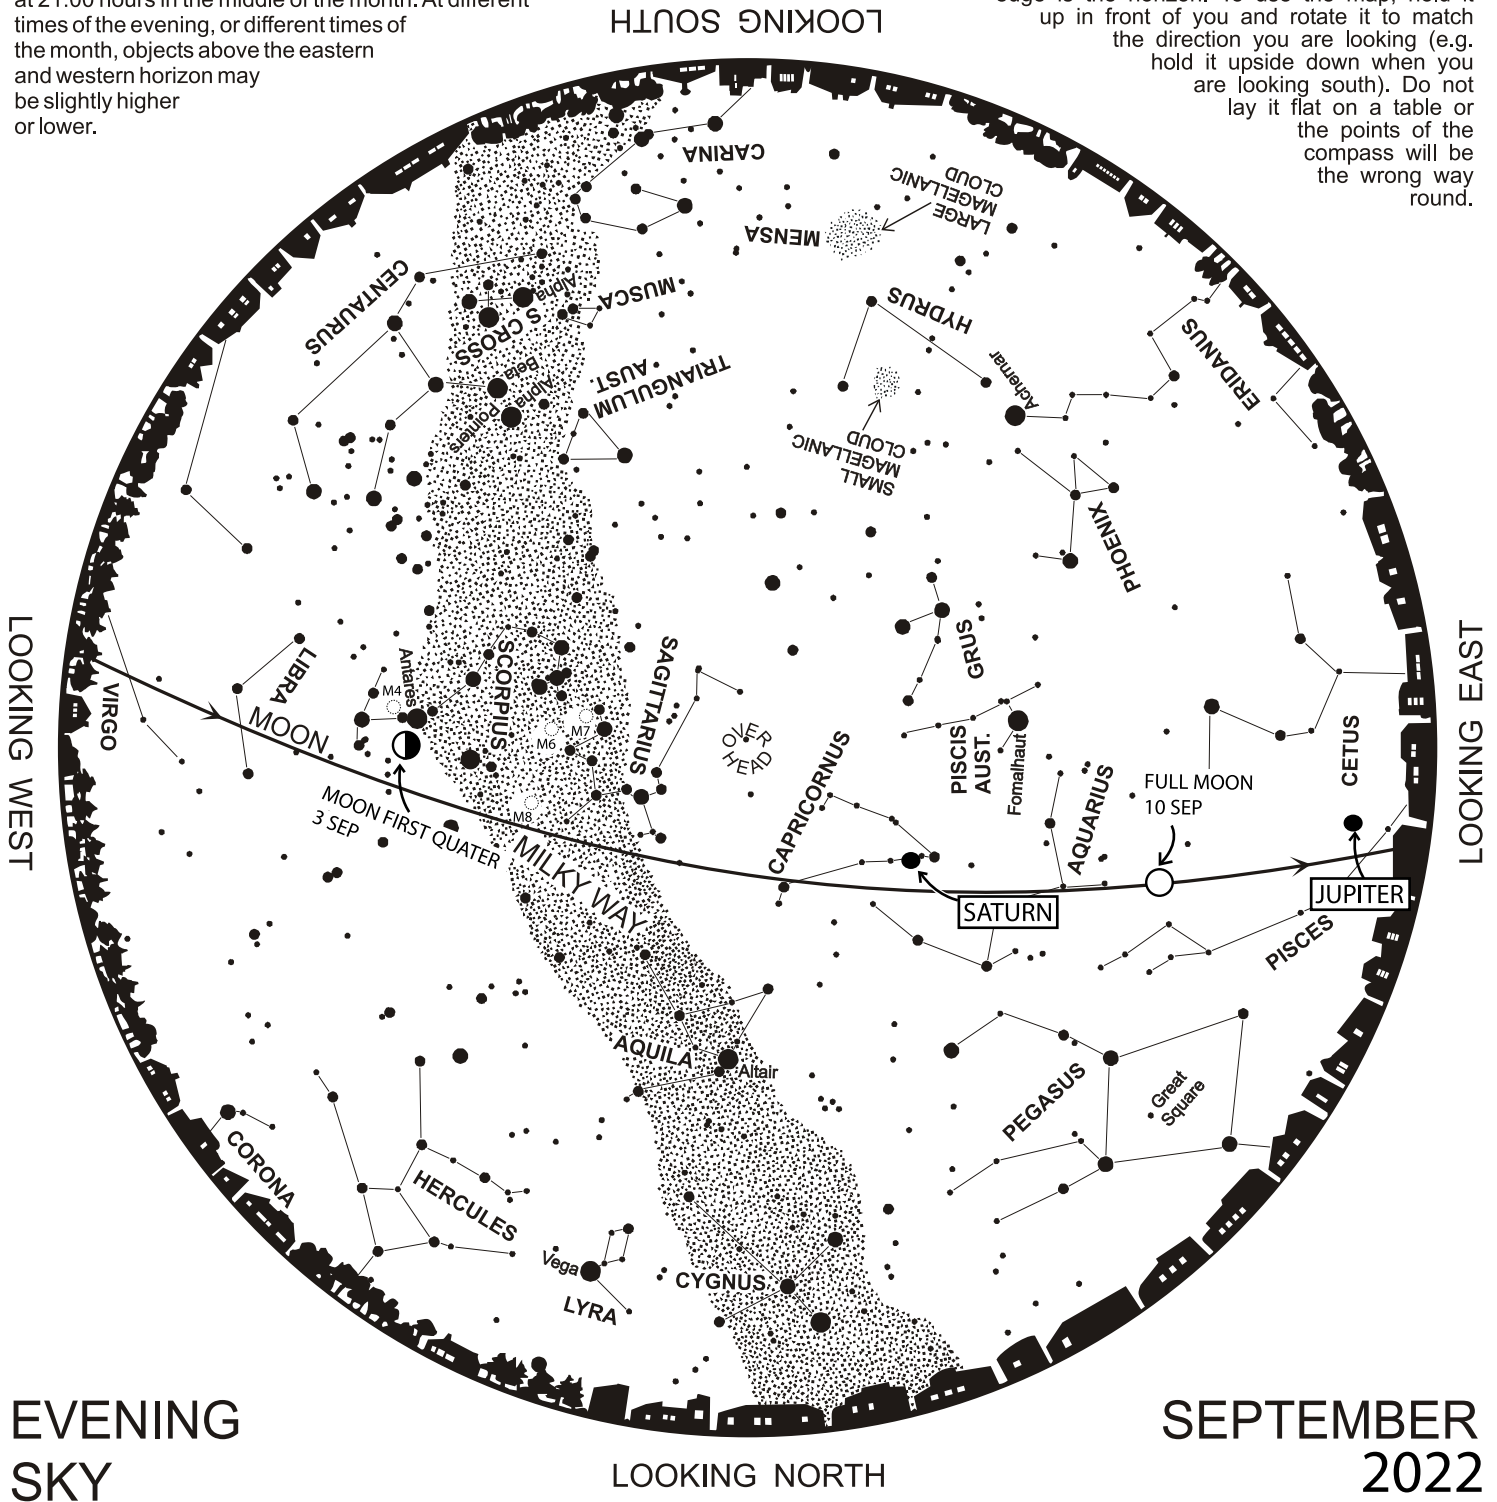 at 21.00 hours in the middle of the month. At different
times of the evening, or different times of
the month, objects above the eastern
and western horizon may
be slightly higher
or lower.
LOOKING SOUTH
edge is the horizon. To use the map, hold it
up in front of you and rotate it to match
the direction you are looking (e.g.
hold it upside down when you
are looking south). Do not
lay it flat on a table or
the points of the
compass will be
the wrong way
round.
CARINA
LARGE
MAGELLANIC
CLOUD
MENSA
CENTAURUS
Alpha
MUSCA
S CROSS
HYDRUS
ERIDANUS
Beta
Alpha
Pointers
TRIANGULUM
AUST.
Achernar
SMALL
MAGELLANIC
CLOUD
PHOENIX
LOOKING WEST
LOOKING EAST
LIBRA
Antares
M4
SCORPIUS
SAGITTARIUS
GRUS
VIRGO
MOON
M6
M7
M8
OVER
HEAD
CAPRICORNUS
PISCIS
AUST.
Fomalhaut
AQUARIUS
FULL MOON
10 SEP
CETUS
MOON FIRST QUATER
3 SEP
MILKY WAY
SATURN
JUPITER
PISCES
AQUILA
Altair
PEGASUS
Great
Square
CORONA
HERCULES
Vega
LYRA
CYGNUS
EVENING
SKY
LOOKING NORTH
SEPTEMBER
2022